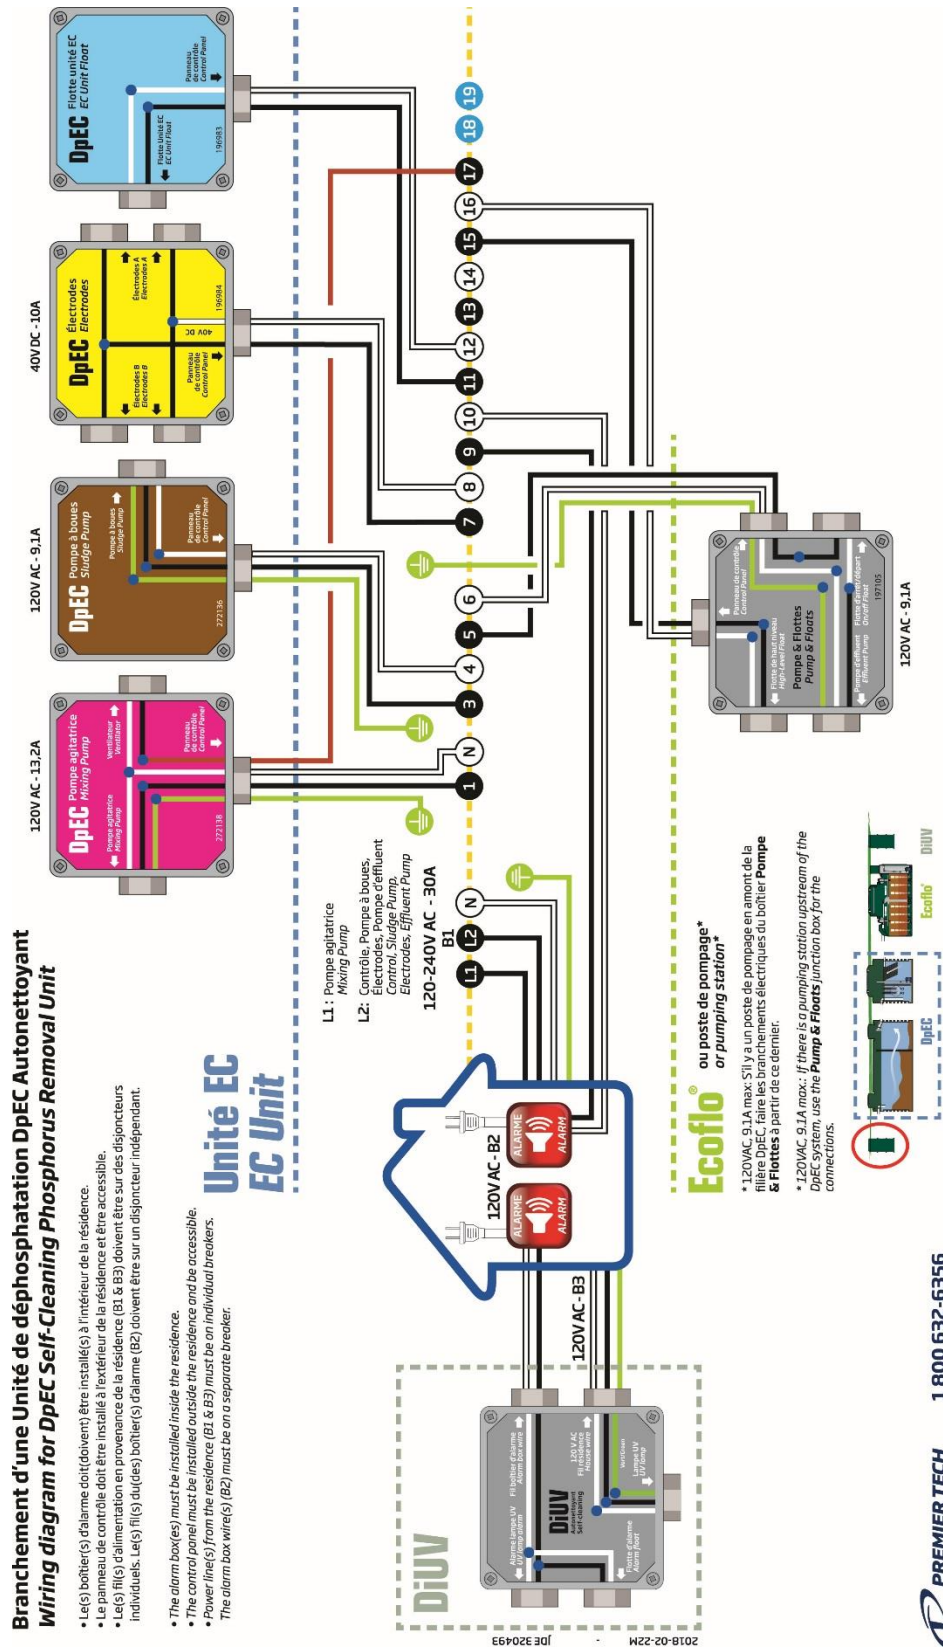 Branchement d'une Unité de déphosphatation DpEC Autonettoyant
Wiring diagram for DpEC Self-Cleaning Phosphorus Removal Unit
• Le(s) boîtier(s) d'alarme doit(doivent) être installé(s) à l'intérieur de la résidence.
• Le panneau de contrôle doit être installé à l'extérieur de la résidence et être accessible.
• Le(s) fil(s) d'alimentation en provenance de la résidence (B1 & B3) doivent être sur des disjoncteurs
individuels. Le(s) fil(s) du(des) boîtier(s) d'alarme (B2) doivent être sur un disjoncteur indépendant.
• The alarm box(es) must be installed inside the residence.
• The control panel must be installed outside the residence and be accessible.
• Power line(s) from the residence (B1 & B3) must be on individual breakers.
The alarm box wire(s) (B2) must be on a separate breaker.
120V AC - 13,2A
DpEC Pompe agitatrice
Mixing Pump
Pompe agitatrice
Mixing Pump
Ventilateur
Ventilator
Panneau
de contrôle
Control Panel
272138
120V AC - 9,1A
DpEC Pompe à boues
Sludge Pump
Pompe à boues
Sludge Pump
Panneau
de contrôle
Control Panel
272136
40V DC -10A
DpEC Électrodes
Electrodes
Électrodes B
Electrodes B
Électrodes A
Electrodes A
Panneau
de contrôle
Control Panel
40V DC
196984
DpEC Flotte unité EC
EC Unit Float
Flotte Unité EC
EC Unit Float
Panneau
de contrôle
Control Panel
196983
Unité EC
EC Unit
L1 : Pompe agitatrice
Mixing Pump
L2: Contrôle, Pompe à boues,
Électrodes, Pompe d'effluent
Control, Sludge Pump,
Electrodes, Effluent Pump
120-240V AC - 30A
B1
L1 L2 N 1 N 3 4 5 6 7 8 9 10 11 12 13 14 15 16 17 18 19
DiUV
Alarme lampe UV
UV lamp alarm
Fil boîtier d'alarme
Alarm box wire
DiUV
Autonettoyant
Self-cleaning
120 V AC
Fil résidence
House wire
Vert/Green
Flotte d'alarme
Alarm float
Lampe UV
UV lamp
120V AC - B2
120V AC - B3
ALARME
ALARM
ALARME
ALARM
Ecoflo®
ou poste de pompage*
or pumping station*
* 120VAC, 9.1A max: S'il y a un poste de pompage en amont de la
filière DpEC, faire les branchements électriques du boîtier Pompe
& Flottes à partir de ce dernier.
* 120VAC, 9.1A max.: If there is a pumping station upstream of the
DpEC system, use the Pump & Floats junction box for the
connections.
DpEC
Ecoflo®
DiUV
Flotte de haut niveau
High-Level Float
Panneau de contrôle
Control Panel
Pompe & Flottes
Pump & Floats
Pompe d'effluent
Effluent Pump
Flotte d'arrêt/départ
On/off Float
197105
120V AC - 9,1A
JDE 320493 - 2018-02-22M
PREMIER TECH
1 800 632-6356